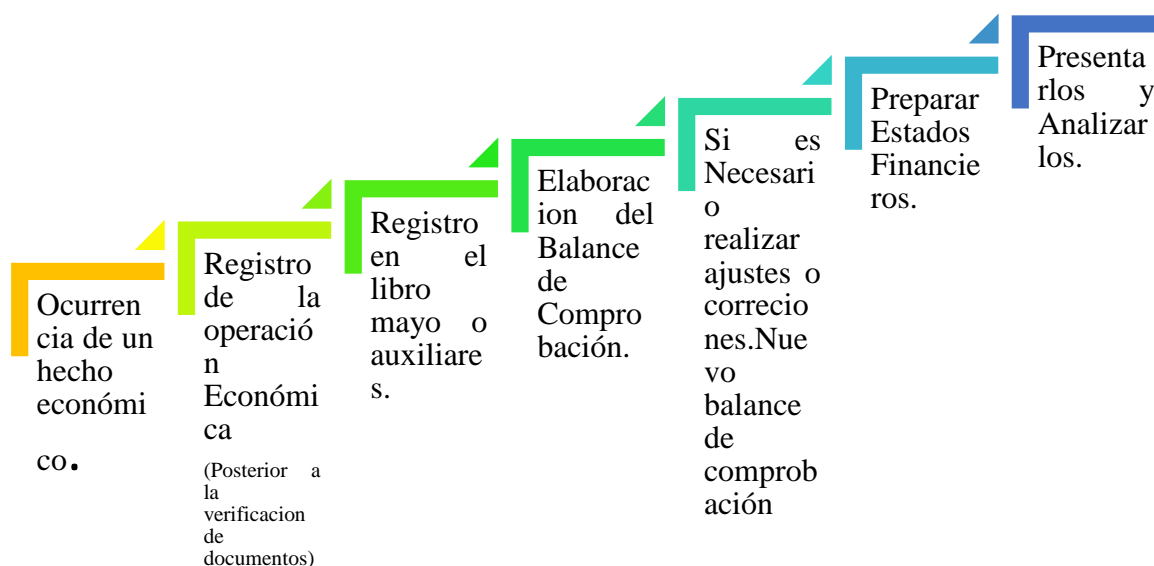 Ocurren
cia de un
hecho
económi
co.
Registro
de la
operació
n
Económi
ca
(Posterior a
la
verificacion
de
documentos)
Registro
en el
libro
mayo o
auxiliare
s.
Elaborac
ion del
Balance
de
Compro
bación.
Si es
Necesari
o
realizar
ajustes o
correcio
nes.Nue
vo
balance
de
comprob
ación
Preparar
Estados
Financie
ros.
Presenta
rlos y
Analizar
los.